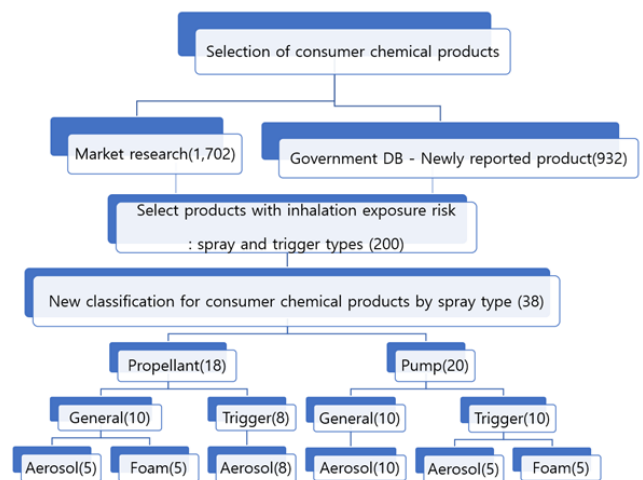 Selection of consumer chemical products
Market research(1,702)
Government DB - Newly reported product(932)
Select products with inhalation exposure risk
: spray and trigger types (200)
New classification for consumer chemical products by spray type (38)
Propellant(18)
Pump(20)
General(10)
Trigger(8)
General(10)
Trigger(10)
Aerosol(5)
Foam(5)
Aerosol(8)
Aerosol(10)
Aerosol(5)
Foam(5)